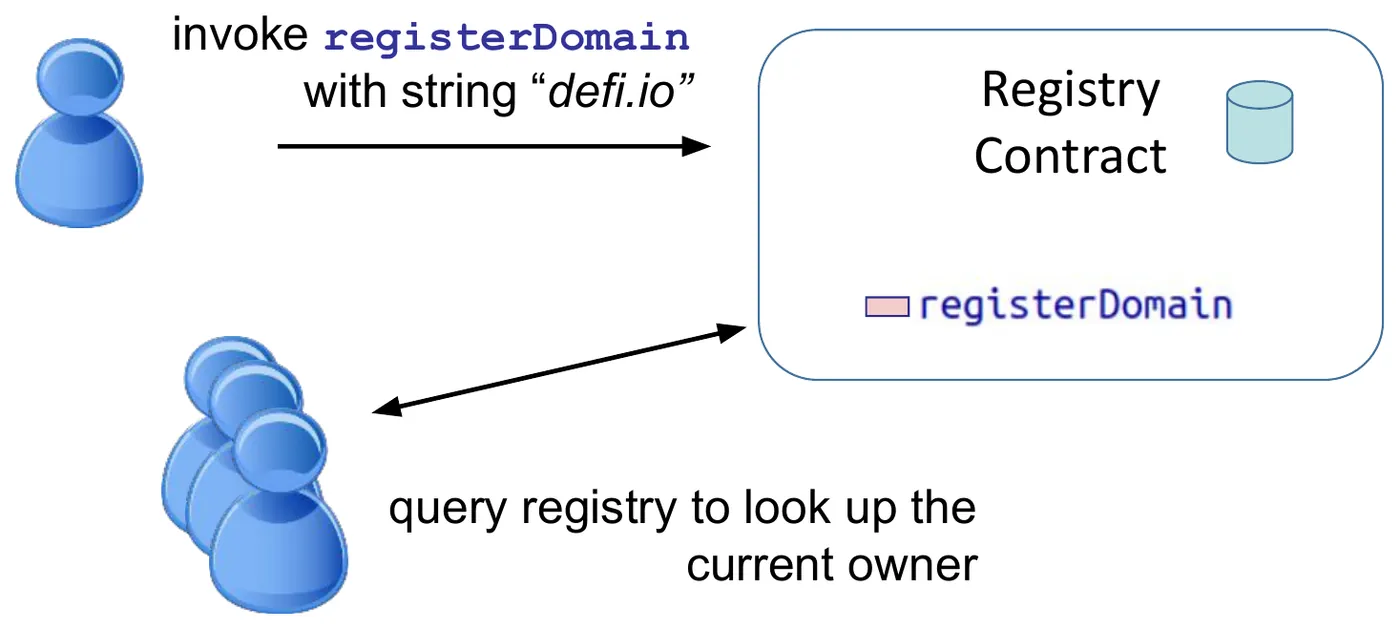 invoke registerDomain
with string “defi.io”
Registry
Contract
registerDomain
query registry to look up the
current owner